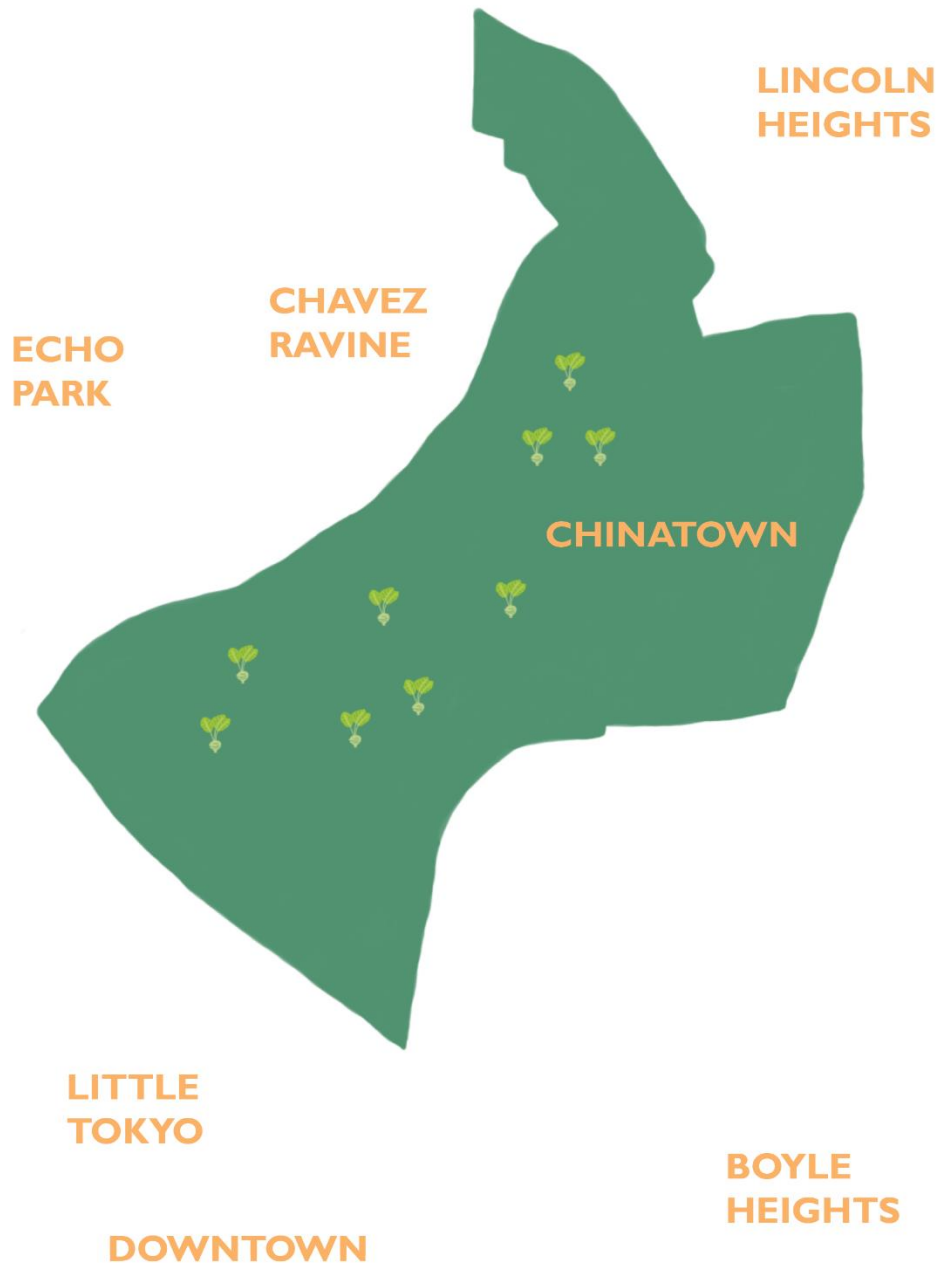 LINCOLN
HEIGHTS
CHAVEZ
RAVINE
ECHO
PARK
CHINATOWN
LITTLE
TOKYO
BOYLE
HEIGHTS
DOWNTOWN